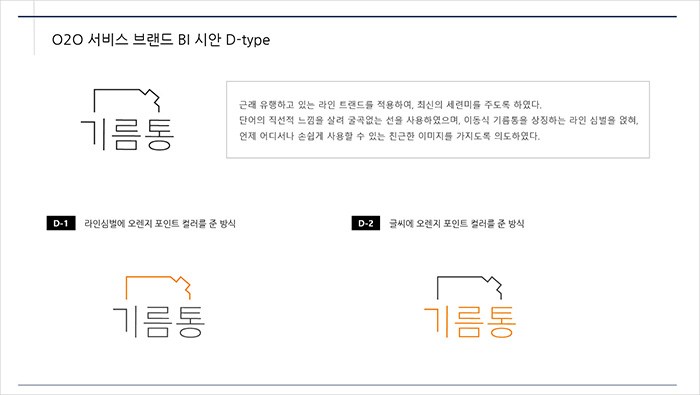 O2O 서비스 브랜드 BI 시안 D-type
기름통
근래 유행하고 있는 라인 트랜드를 적용하여, 최신의 세련미를 주도록 하였다.
단어의 직선적 느낌을 살려 굴곡없는 선을 사용하였으며, 이동식 기름통을 상징하는 라인 심벌을 얹혀,
언제 어디서나 손쉽게 사용할 수 있는 친근한 이미지를 가지도록 의도하였다.
D-1 라인심벌에 오렌지 포인트 컬러를 준 방식
기름통
D-2 글씨에 오렌지 포인트 컬러를 준 방식
기름통